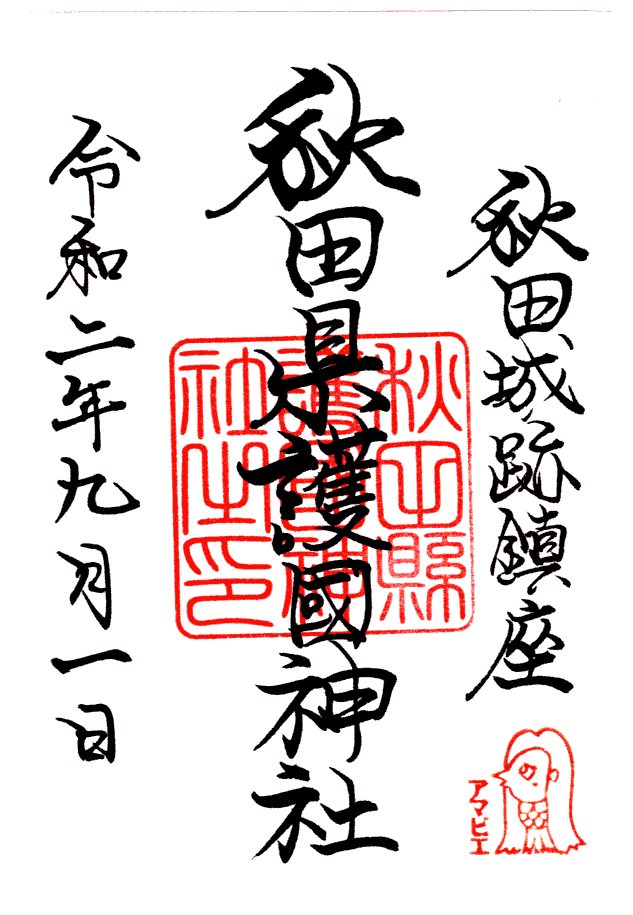 秋田城跡鎮座
秋田県護國神社
秋田縣
護國神
社之印
令和二年九月一日
アマビエ